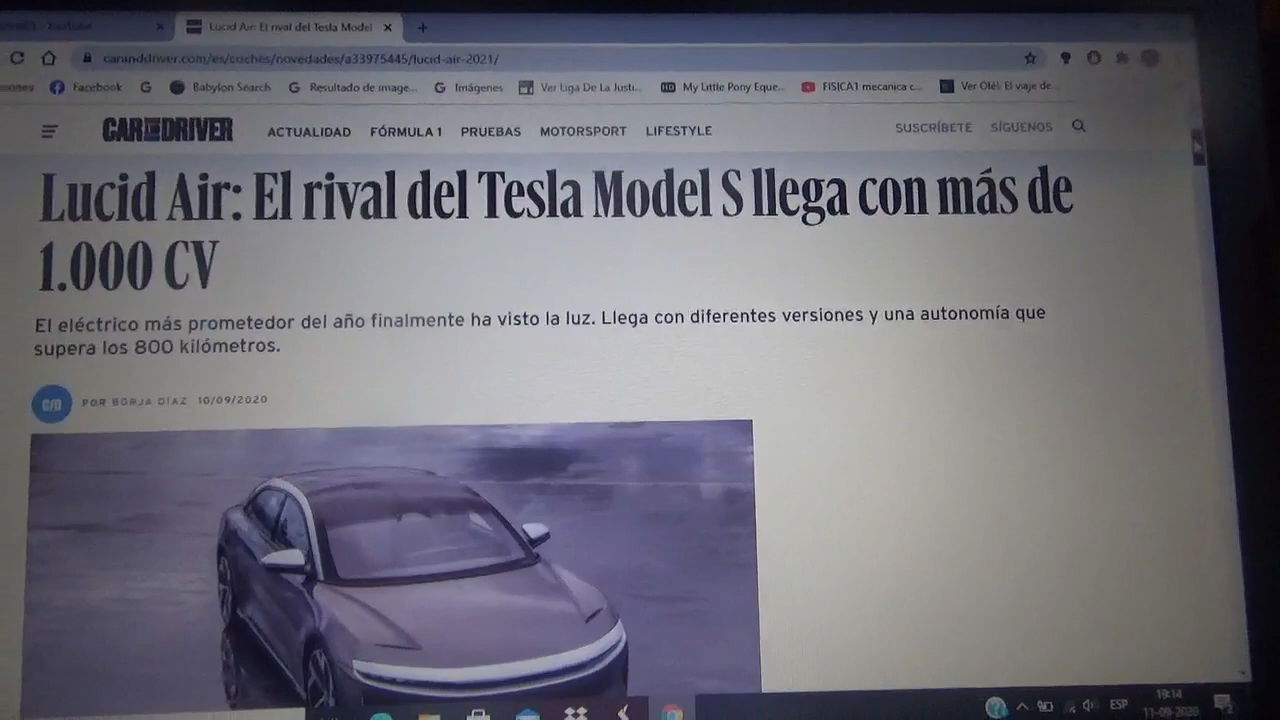 Lucid Air: El rival del Tesla Model
caranddriver.com/es/coches/novedades/a33975445/lucid-air-2021/
Facebook
Babylon Search
Resultado de image...
Imágenes
Ver Liga De La Justi...
My Little Pony Eque...
FISICA1 mecanica c...
Ver Olé!: El viaje de...
CAR AND DRIVER
ACTUALIDAD FÓRMULA 1 PRUEBAS MOTORSPORT LIFESTYLE
SUSCRÍBETE SÍGUENOS
Lucid Air: El rival del Tesla Model S llega con más de
1.000 CV
El eléctrico más prometedor del año finalmente ha visto la luz. Llega con diferentes versiones y una autonomía que
supera los 800 kilómetros.
C/D
POR BORJA DÍAZ 10/09/2020
ESP
19:14
11-09-2020